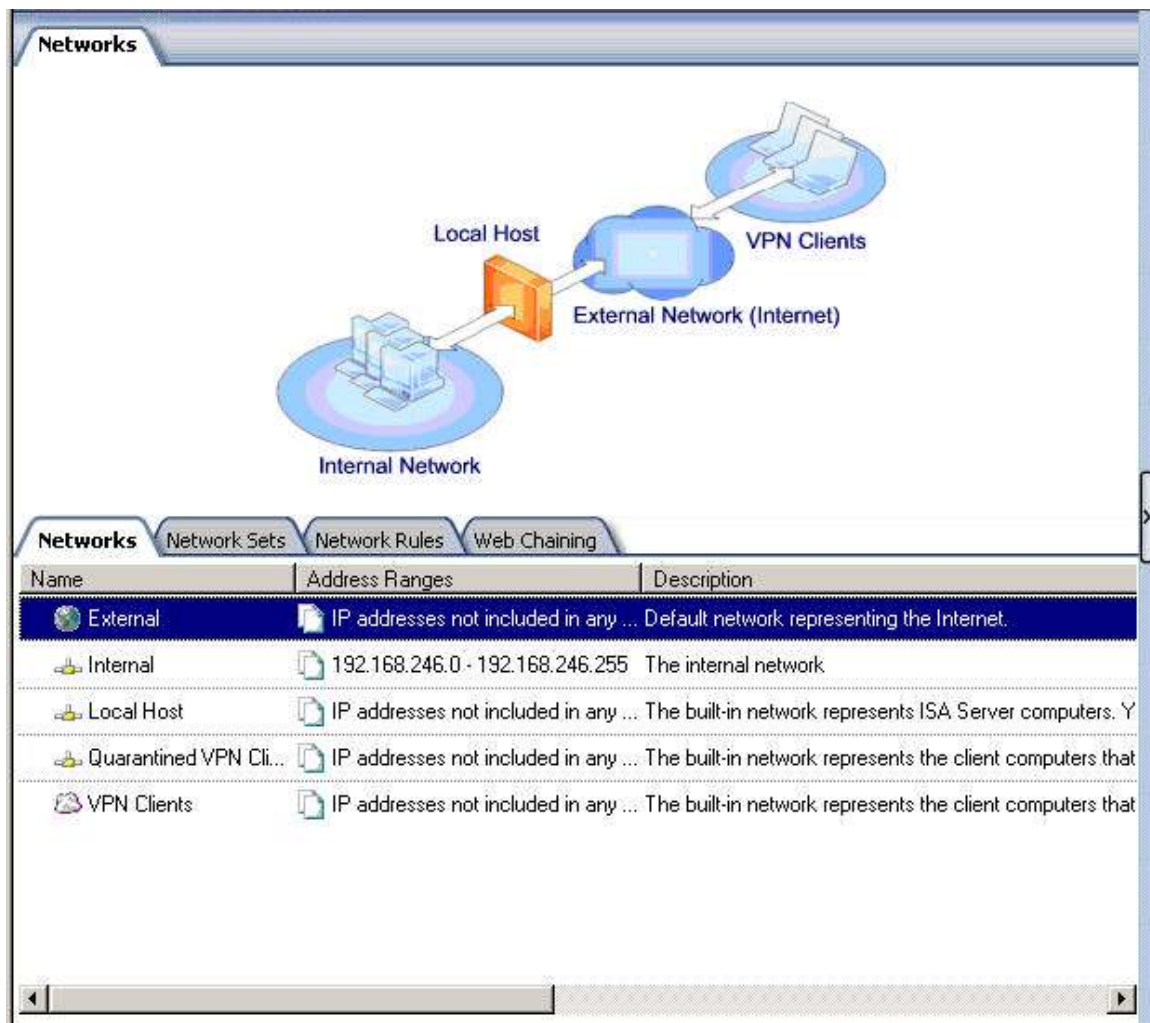 Networks
Local Host
VPN Clients
External Network (Internet)
Internal Network
Networks Network Sets Network Rules Web Chaining
Name Address Ranges Description
External IP addresses not included in any ... Default network representing the Internet.
Internal 192.168.246.0 - 192.168.246.255 The internal network
Local Host IP addresses not included in any ... The built-in network represents ISA Server computers. Y
Quarantined VPN Cli... IP addresses not included in any ... The built-in network represents the client computers that
VPN Clients IP addresses not included in any ... The built-in network represents the client computers that